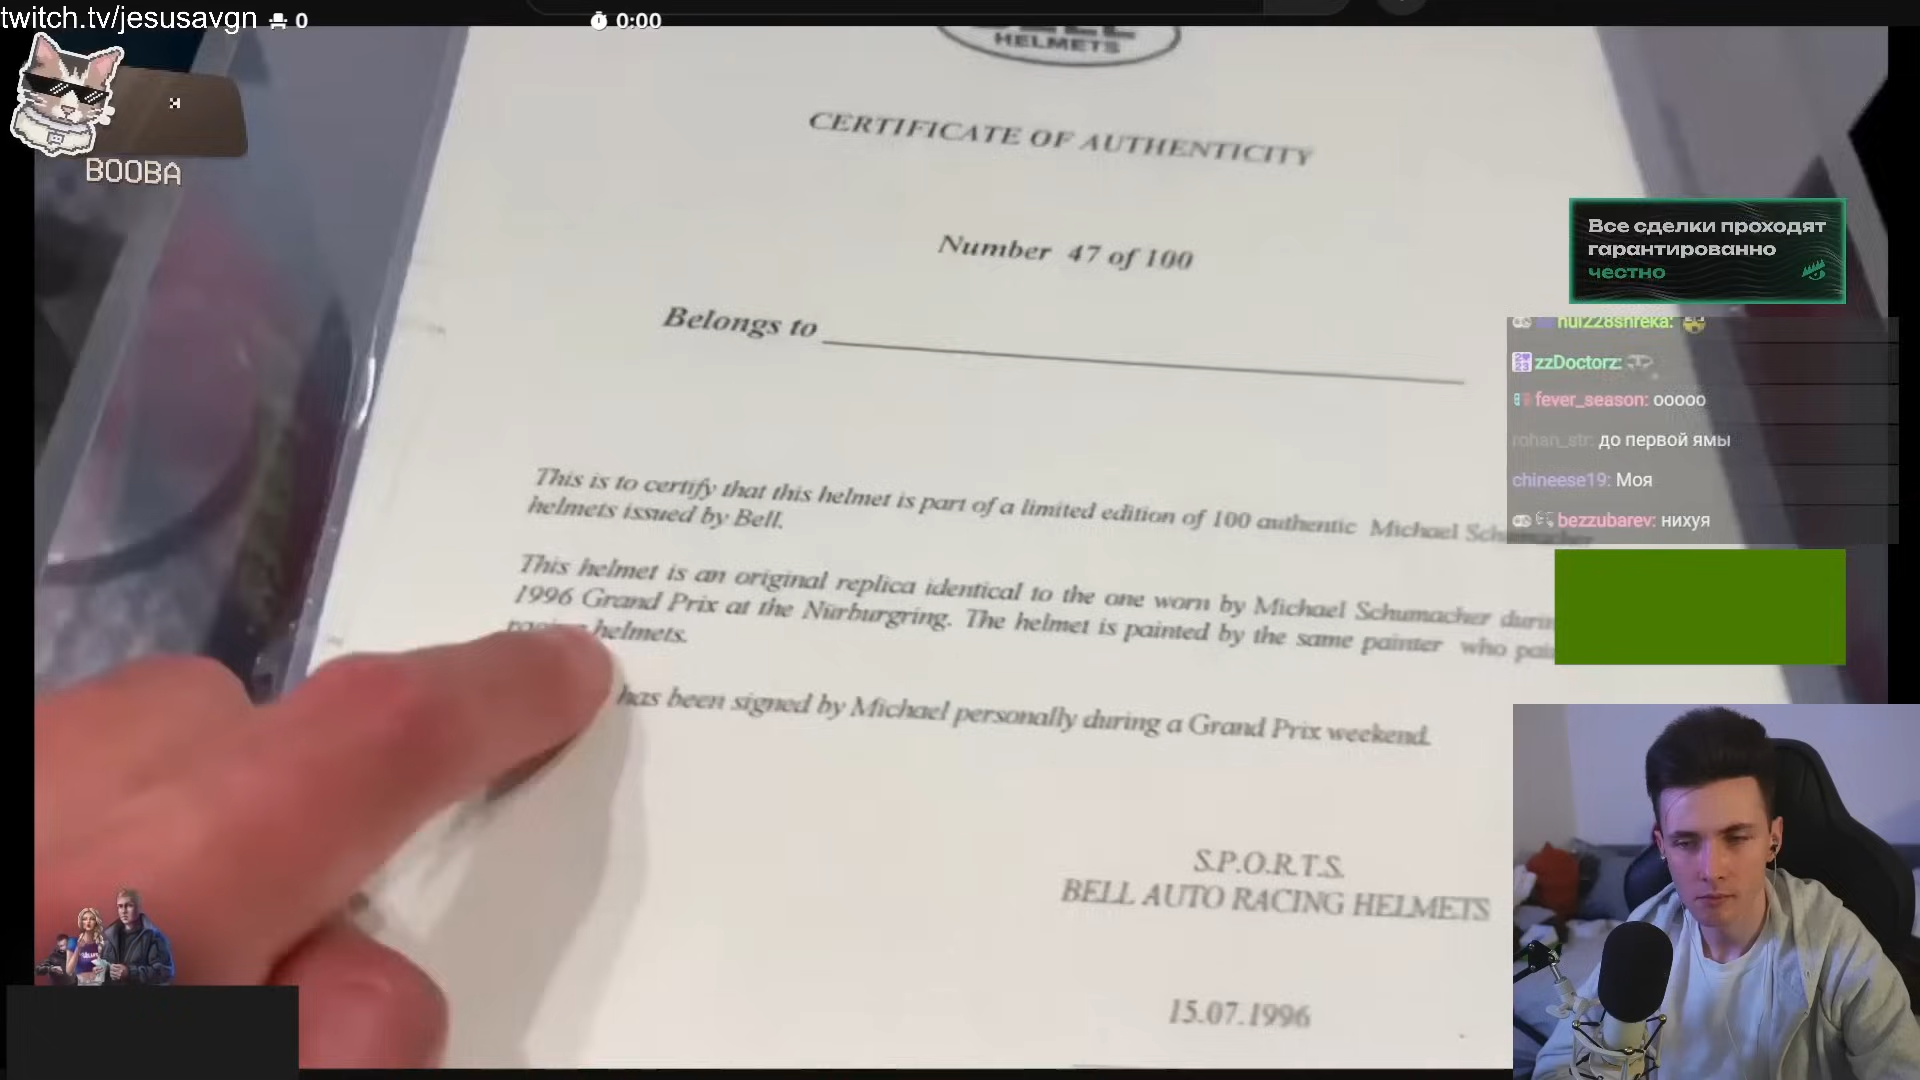 twitch.tv/jesusavgn 0
0:00
HELMETS
BOOBA
CERTIFICATE OF AUTHENTICITY
Number 47 of 100
Belongs to
This is to certify that this helmet is part of a limited edition of 100 authentic Michael Schumacher
helmets issued by Bell.
This helmet is an original replica identical to the one worn by Michael Schumacher
1996 Grand Prix at the Nürburgring. The helmet is painted by the same painter who
racing helmets.
has been signed by Michael personally during a Grand Prix weekend.
S.P.O.R.T.S.
BELL AUTO RACING HELMETS
15.07.1996
Все сделки проходят
гарантированно
честно
zzDoctorz:
fever_season: ооооо
rohan_str: до первой ямы
chineese19: Моя
bezzubarev: нихуя